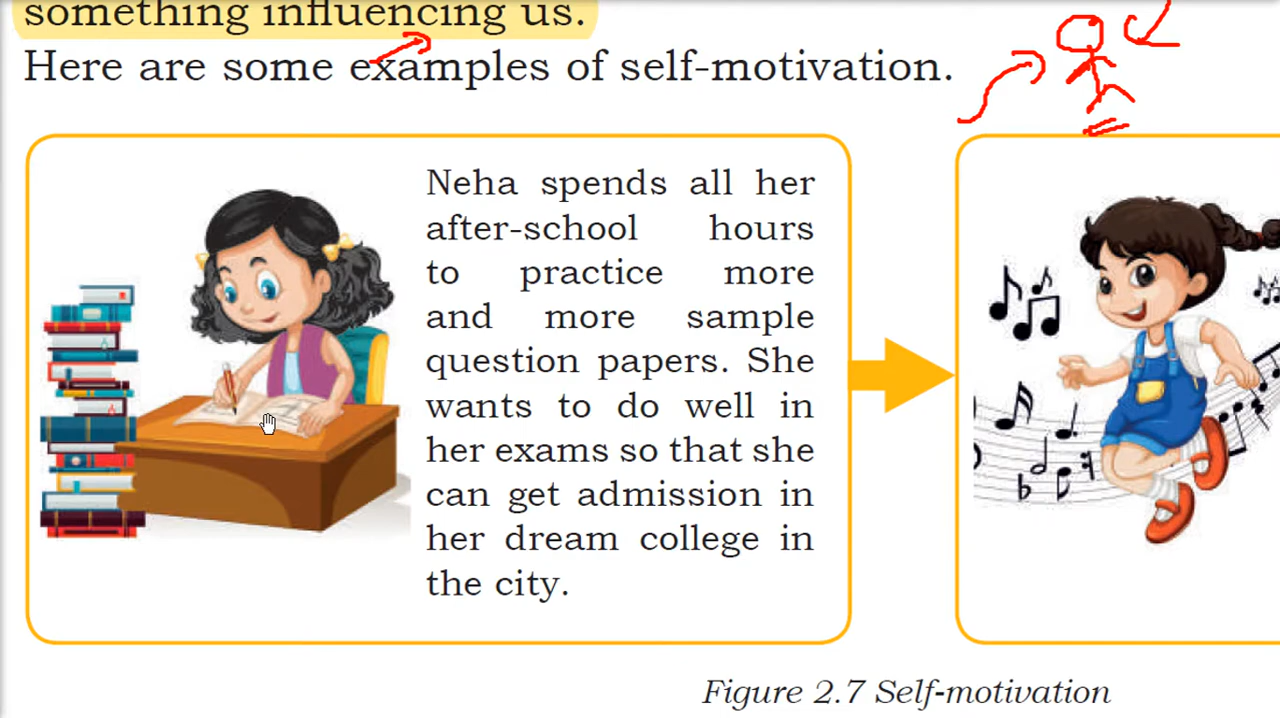 something influencing us.
Here are some examples of self-motivation.
Neha spends all her
after-school hours
to practice more
and more sample
question papers. She
wants to do well in
her exams so that she
can get admission in
her dream college in
the city.
Figure 2.7 Self-motivation